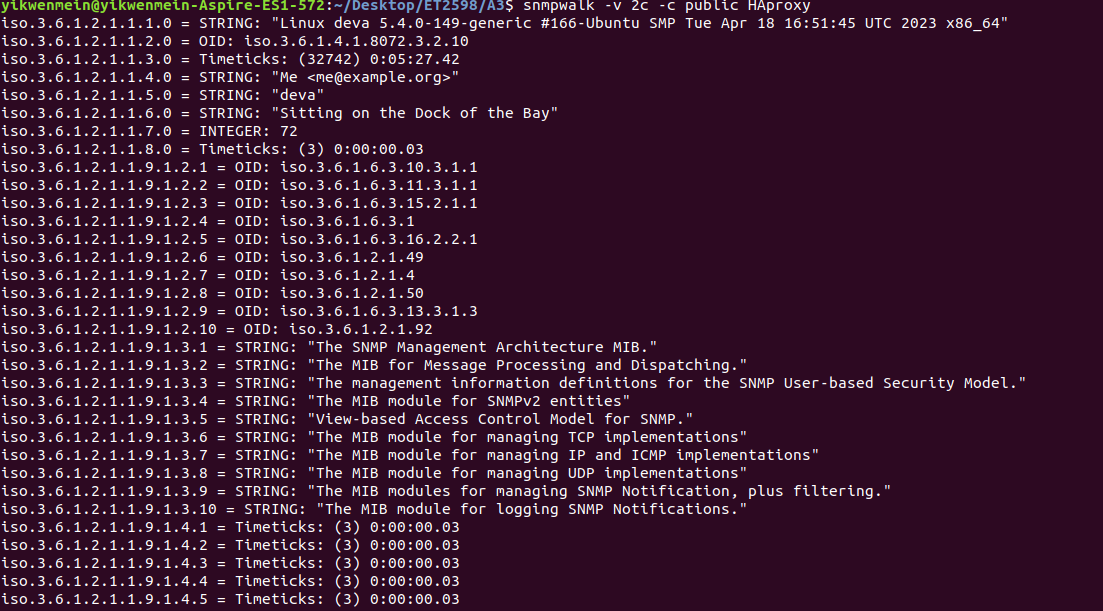 yikwenmein@yikwenmein-Aspire-ES1-572:~/Desktop/ET2598/A3$ snmpwalk -v 2c -c public HAproxy
iso.3.6.1.2.1.1.1.0 = STRING: "Linux deva 5.4.0-149-generic #166-Ubuntu SMP Tue Apr 18 16:51:45 UTC 2023 x86_64"
iso.3.6.1.2.1.1.2.0 = OID: iso.3.6.1.4.1.8072.3.2.10
iso.3.6.1.2.1.1.3.0 = Timeticks: (32742) 0:05:27.42
iso.3.6.1.2.1.1.4.0 = STRING: "Me <me@example.org>"
iso.3.6.1.2.1.1.5.0 = STRING: "deva"
iso.3.6.1.2.1.1.6.0 = STRING: "Sitting on the Dock of the Bay"
iso.3.6.1.2.1.1.7.0 = INTEGER: 72
iso.3.6.1.2.1.1.8.0 = Timeticks: (3) 0:00:00.03
iso.3.6.1.2.1.1.9.1.2.1 = OID: iso.3.6.1.6.3.10.3.1.1
iso.3.6.1.2.1.1.9.1.2.2 = OID: iso.3.6.1.6.3.11.3.1.1
iso.3.6.1.2.1.1.9.1.2.3 = OID: iso.3.6.1.6.3.15.2.1.1
iso.3.6.1.2.1.1.9.1.2.4 = OID: iso.3.6.1.6.3.1
iso.3.6.1.2.1.1.9.1.2.5 = OID: iso.3.6.1.6.3.16.2.2.1
iso.3.6.1.2.1.1.9.1.2.6 = OID: iso.3.6.1.2.1.49
iso.3.6.1.2.1.1.9.1.2.7 = OID: iso.3.6.1.2.1.4
iso.3.6.1.2.1.1.9.1.2.8 = OID: iso.3.6.1.2.1.50
iso.3.6.1.2.1.1.9.1.2.9 = OID: iso.3.6.1.6.3.13.3.1.3
iso.3.6.1.2.1.1.9.1.2.10 = OID: iso.3.6.1.2.1.92
iso.3.6.1.2.1.1.9.1.3.1 = STRING: "The SNMP Management Architecture MIB."
iso.3.6.1.2.1.1.9.1.3.2 = STRING: "The MIB for Message Processing and Dispatching."
iso.3.6.1.2.1.1.9.1.3.3 = STRING: "The management information definitions for the SNMP User-based Security Model."
iso.3.6.1.2.1.1.9.1.3.4 = STRING: "The MIB module for SNMPv2 entities"
iso.3.6.1.2.1.1.9.1.3.5 = STRING: "View-based Access Control Model for SNMP."
iso.3.6.1.2.1.1.9.1.3.6 = STRING: "The MIB module for managing TCP implementations"
iso.3.6.1.2.1.1.9.1.3.7 = STRING: "The MIB module for managing IP and ICMP implementations"
iso.3.6.1.2.1.1.9.1.3.8 = STRING: "The MIB module for managing UDP implementations"
iso.3.6.1.2.1.1.9.1.3.9 = STRING: "The MIB modules for managing SNMP Notification, plus filtering."
iso.3.6.1.2.1.1.9.1.3.10 = STRING: "The MIB module for logging SNMP Notifications."
iso.3.6.1.2.1.1.9.1.4.1 = Timeticks: (3) 0:00:00.03
iso.3.6.1.2.1.1.9.1.4.2 = Timeticks: (3) 0:00:00.03
iso.3.6.1.2.1.1.9.1.4.3 = Timeticks: (3) 0:00:00.03
iso.3.6.1.2.1.1.9.1.4.4 = Timeticks: (3) 0:00:00.03
iso.3.6.1.2.1.1.9.1.4.5 = Timeticks: (3) 0:00:00.03